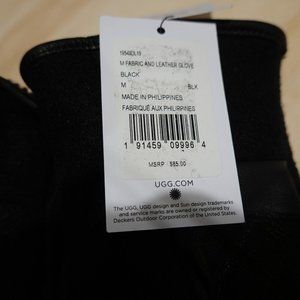 M FABRIC AND LEATHER GLOVE
BLACK
M BLK
MADE IN PHILIPPINES
FABRIQUÉ AUX PHILIPPINES
1 91459 09996 4
MSRP $85.00
UGG.COM
The UGG, UGG design and Sun design trademarks
and service marks are owned or registered by
Deckers Outdoor Corporation of the United States.